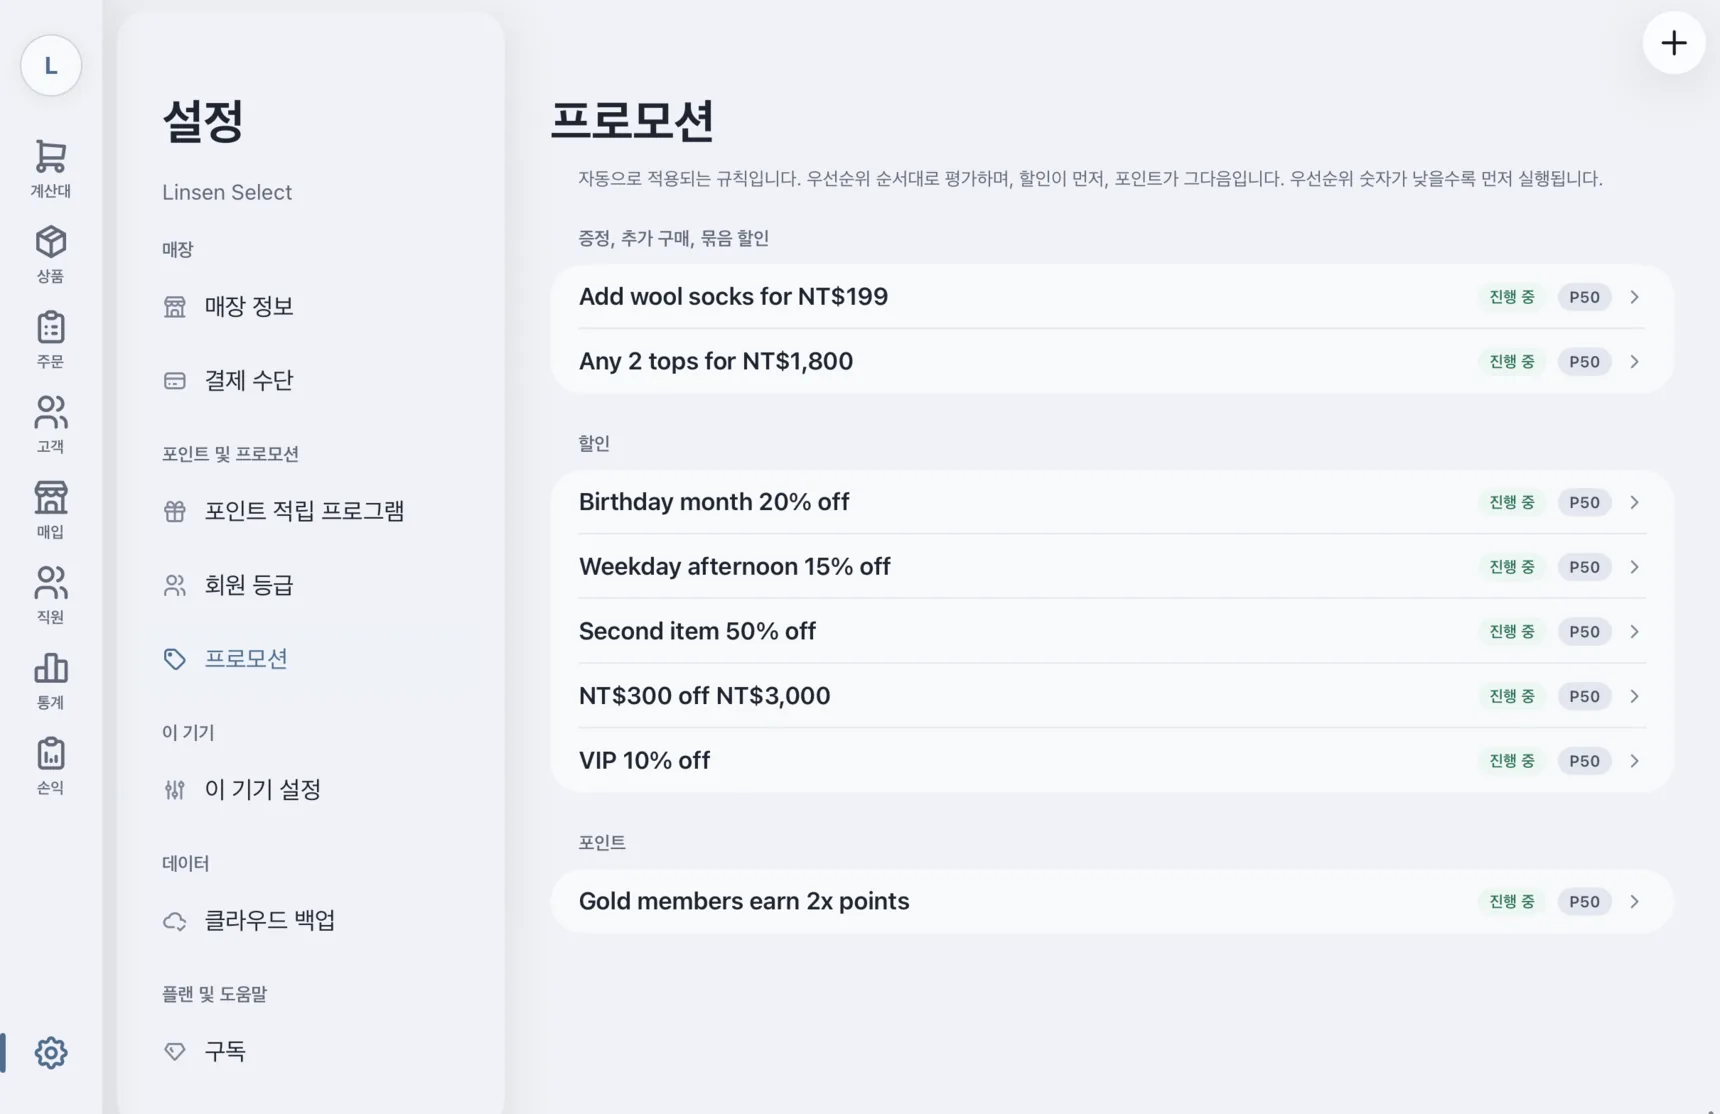 L
계산대
상품
주문
고객
매입
직원
통계
손익
설정
Linsen Select
매장
매장 정보
결제 수단
포인트 및 프로모션
포인트 적립 프로그램
회원 등급
프로모션
이 기기
이 기기 설정
데이터
클라우드 백업
플랜 및 도움말
구독
프로모션
자동으로 적용되는 규칙입니다. 우선순위 순서대로 평가하며, 할인이 먼저, 포인트가 그다음입니다. 우선순위 숫자가 낮을수록 먼저 실행됩니다.
증정, 추가 구매, 묶음 할인
Add wool socks for NT$199 진행 중 P50
Any 2 tops for NT$1,800 진행 중 P50
할인
Birthday month 20% off 진행 중 P50
Weekday afternoon 15% off 진행 중 P50
Second item 50% off 진행 중 P50
NT$300 off NT$3,000 진행 중 P50
VIP 10% off 진행 중 P50
포인트
Gold members earn 2x points 진행 중 P50